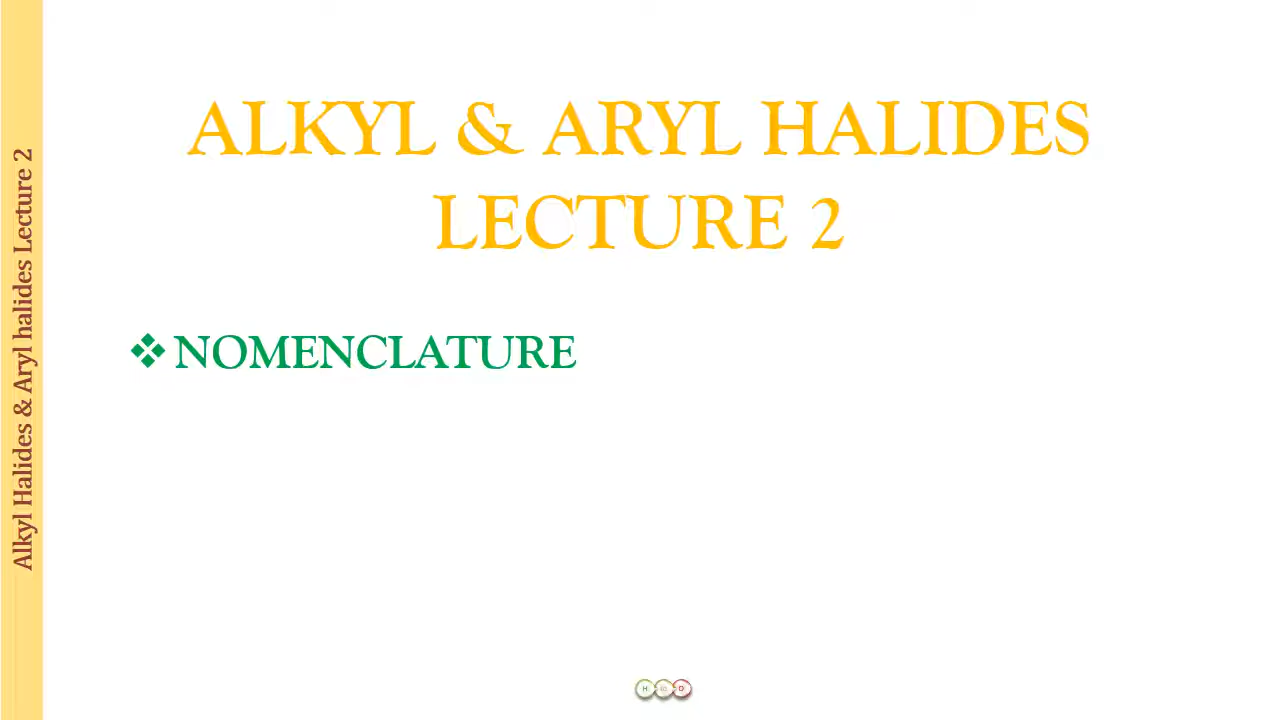 ALKYL & ARYL HALIDES
LECTURE 2
NOMENCLATURE
Alkyl Halides & Aryl halides Lecture 2